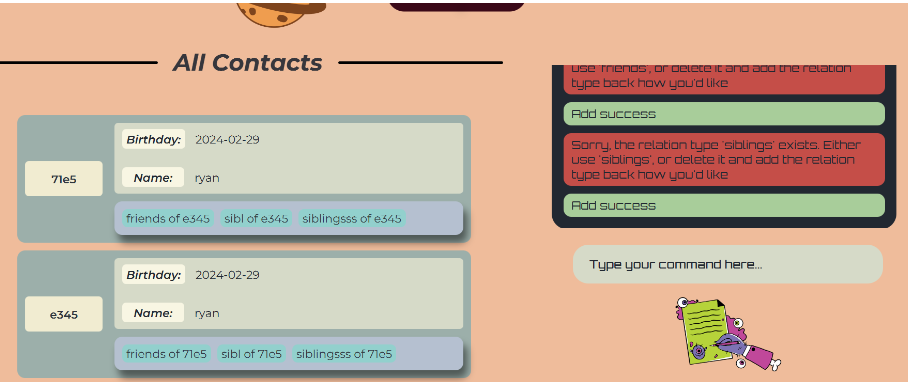 All Contacts
71e5
Birthday: 2024-02-29
Name: ryan
friends of e345 sibl of e345 siblingsss of e345
e345
Birthday: 2024-02-29
Name: ryan
friends of 71e5 sibl of 71e5 siblingsss of 71e5
use 'friends', or delete it and add the relation
type back how you'd like
Add success
Sorry, the relation type 'siblings' exists. Either
use 'siblings', or delete it and add the relation
type back how you'd like
Add success
Type your command here...